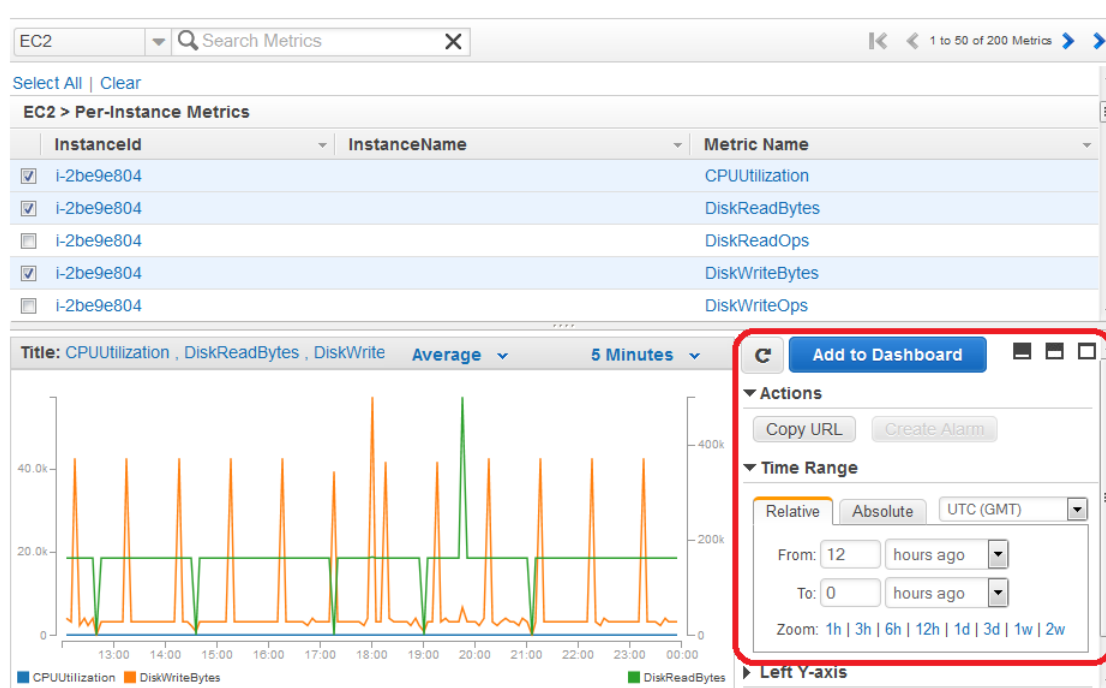 EC2 Search Metrics 1 to 50 of 200 Metrics
Select All | Clear
EC2 > Per-Instance Metrics
InstanceId InstanceName Metric Name
i-2be9e804 CPUUtilization
i-2be9e804 DiskReadBytes
i-2be9e804 DiskReadOps
i-2be9e804 DiskWriteBytes
i-2be9e804 DiskWriteOps
Title: CPUUtilization , DiskReadBytes , DiskWrite Average 5 Minutes
40.0k
20.0k
0
400k
200k
0
13:00 14:00 15:00 16:00 17:00 18:00 19:00 20:00 21:00 22:00 23:00 00:00
CPUUtilization DiskWriteBytes DiskReadBytes
Add to Dashboard
Actions
Copy URL Create Alarm
Time Range
Relative Absolute UTC (GMT)
From: 12 hours ago
To: 0 hours ago
Zoom: 1h | 3h | 6h | 12h | 1d | 3d | 1w | 2w
Left Y-axis